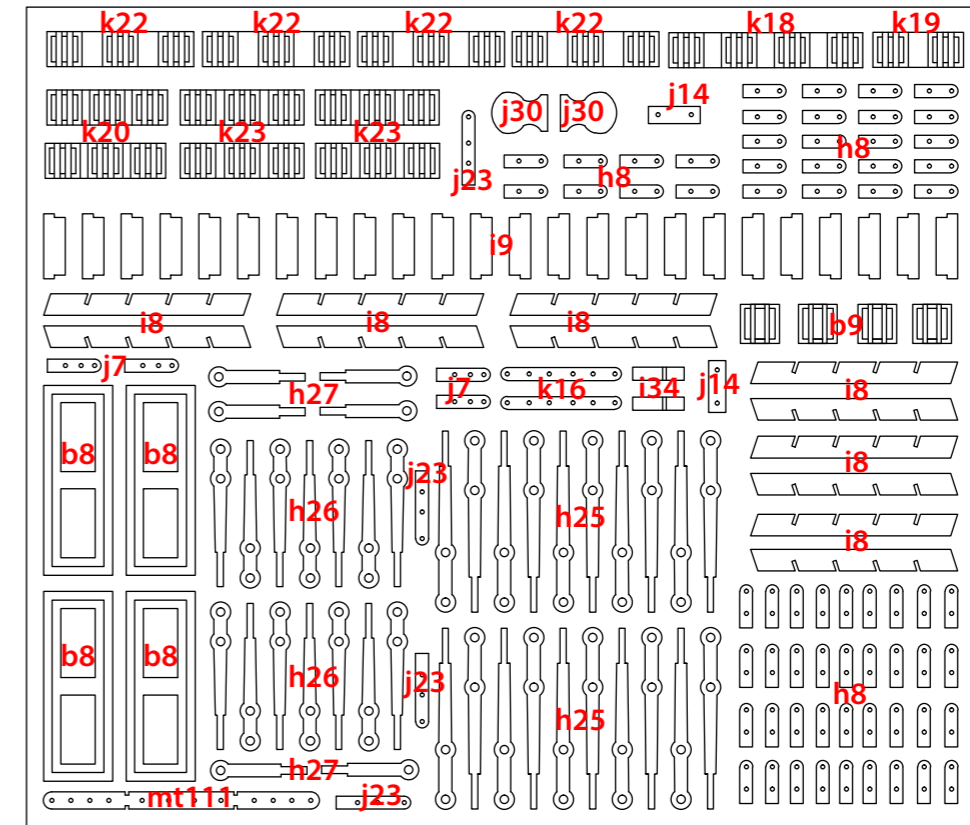 k22 k22 k22 k22 k18 k19
j30 j30 j14
k20 k23 k23 h8
j23 h8
i9
i8 i8 i8 b9
j7 h27 j7 k16 i34 j14 i8
b8 b8 j23 i8
h26 h25
i8
b8 b8 h26 j23 h8
h25
h27
mt111 j23